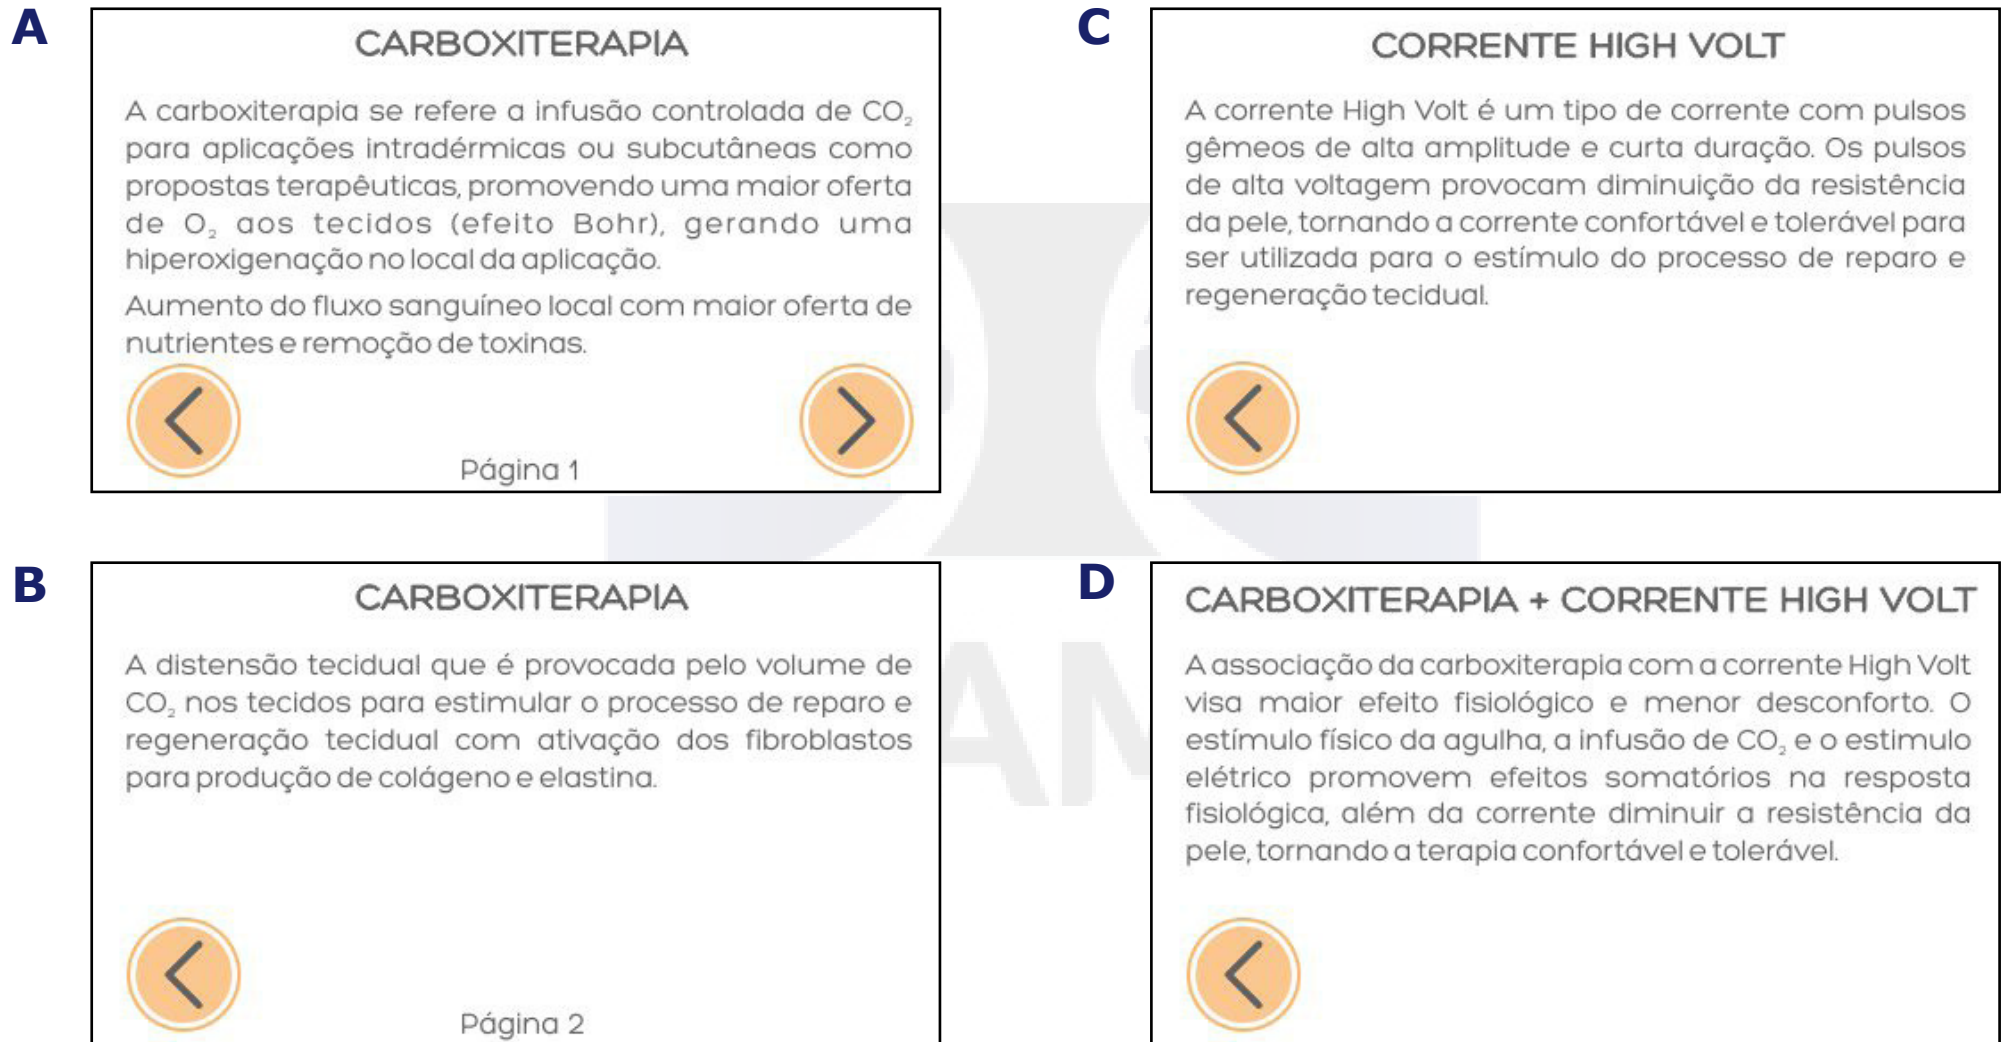 A
CARBOXITERAPIA
A carboxiterapia se refere a infusão controlada de CO₂
para aplicações intradérmicas ou subcutâneas como
propostas terapêuticas, promovendo uma maior oferta
de O₂ aos tecidos (efeito Bohr), gerando uma
hiperoxigenação no local da aplicação.
Aumento do fluxo sanguíneo local com maior oferta de
nutrientes e remoção de toxinas.
Página 1
B
CARBOXITERAPIA
A distensão tecidual que é provocada pelo volume de
CO₂ nos tecidos para estimular o processo de reparo e
regeneração tecidual com ativação dos fibroblastos
para produção de colágeno e elastina.
Página 2
C
CORRENTE HIGH VOLT
A corrente High Volt é um tipo de corrente com pulsos
gêmeos de alta amplitude e curta duração. Os pulsos
de alta voltagem provocam diminuição da resistência
da pele, tornando a corrente confortável e tolerável para
ser utilizada para o estímulo do processo de reparo e
regeneração tecidual.
D
CARBOXITERAPIA + CORRENTE HIGH VOLT
A associação da carboxiterapia com a corrente High Volt
visa maior efeito fisiológico e menor desconforto. O
estímulo físico da agulha, a infusão de CO₂ e o estimulo
elétrico promovem efeitos somatórios na resposta
fisiológica, além da corrente diminuir a resistência da
pele, tornando a terapia confortável e tolerável.